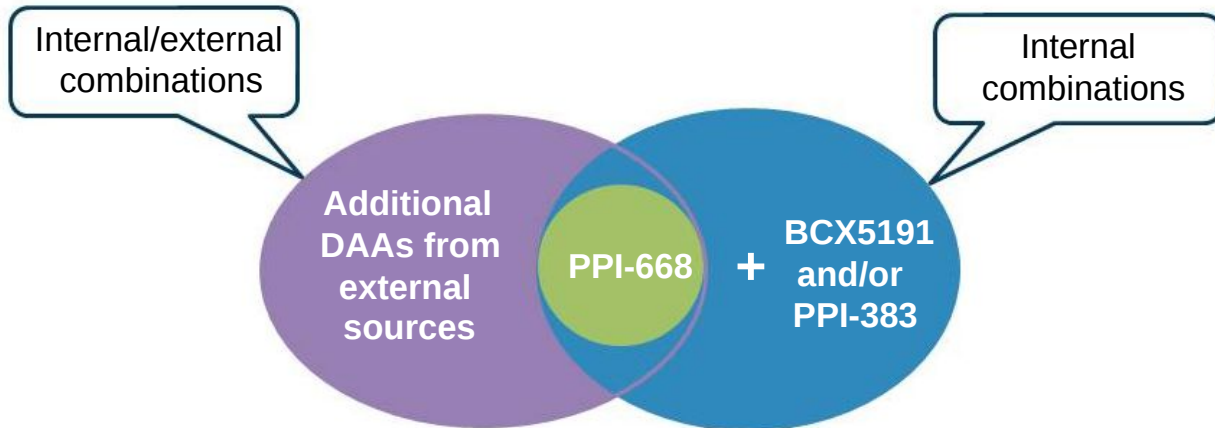 Internal/external
combinations
Internal
combinations
Additional
DAAs from
external
sources
PPI-668
+
BCX5191
and/or
PPI-383